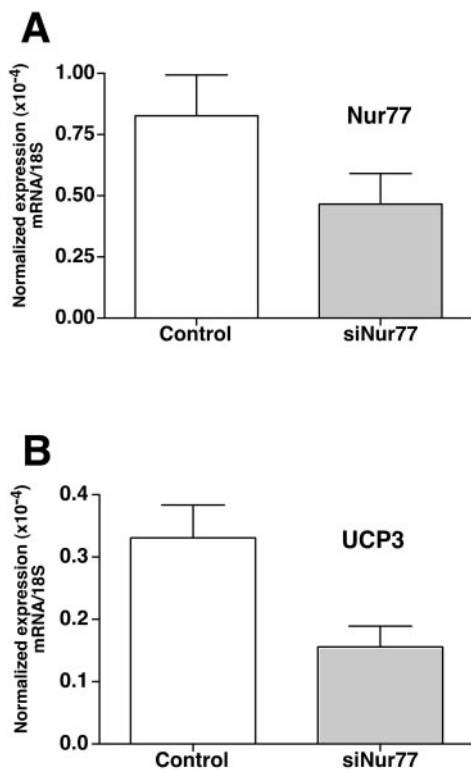 A
Normalized expression (x10⁻⁴)
mRNA/18S
1.00
0.75
0.50
0.25
0.00
Nur77
Control
siNur77
B
Normalized expression (x10⁻⁴)
mRNA/18S
0.4
0.3
0.2
0.1
0.0
UCP3
Control
siNur77